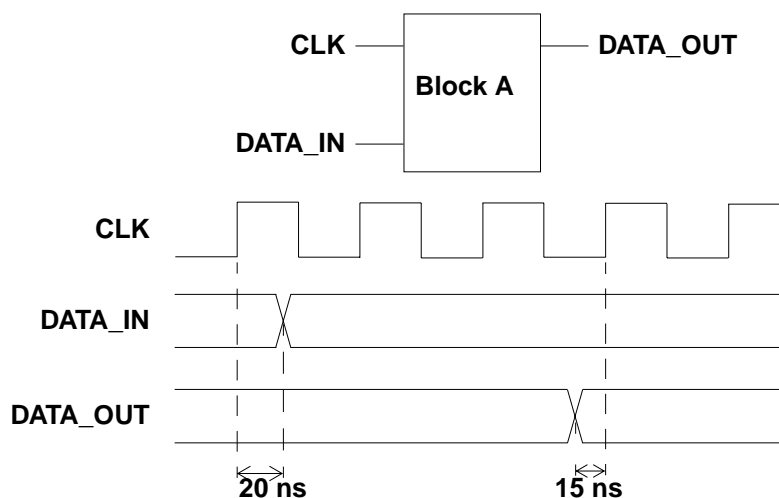 CLK
DATA_OUT
Block A
DATA_IN
CLK
DATA_IN
DATA_OUT
20 ns
15 ns